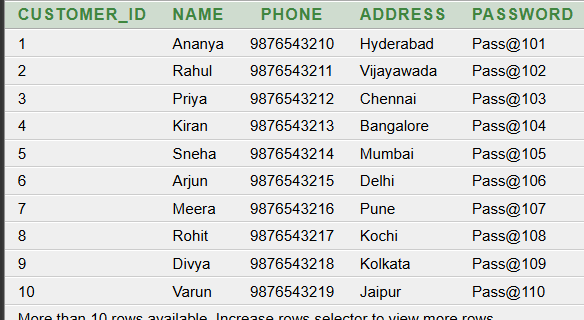 CUSTOMER_ID NAME PHONE ADDRESS PASSWORD
1 Ananya 9876543210 Hyderabad Pass@101
2 Rahul 9876543211 Vijayawada Pass@102
3 Priya 9876543212 Chennai Pass@103
4 Kiran 9876543213 Bangalore Pass@104
5 Sneha 9876543214 Mumbai Pass@105
6 Arjun 9876543215 Delhi Pass@106
7 Meera 9876543216 Pune Pass@107
8 Rohit 9876543217 Kochi Pass@108
9 Divya 9876543218 Kolkata Pass@109
10 Varun 9876543219 Jaipur Pass@110
More than 10 rows available. Increase rows selector to view more rows.